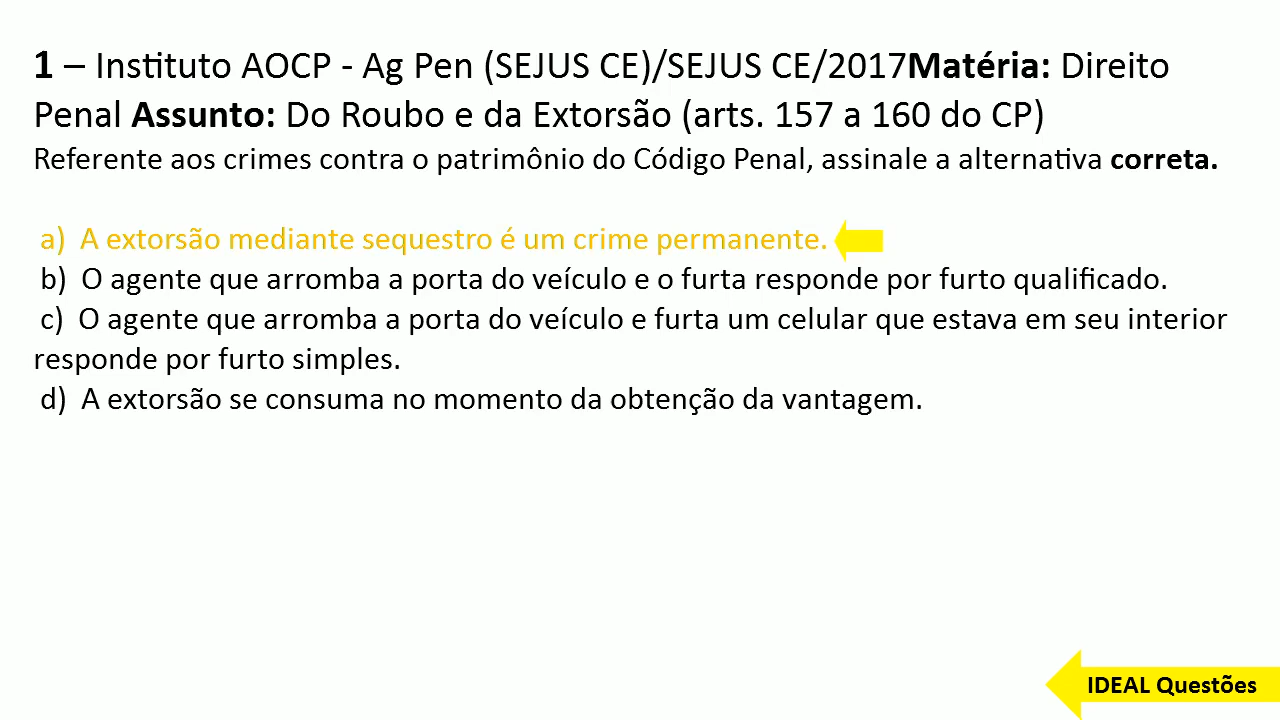 1 – Instituto AOCP - Ag Pen (SEJUS CE)/SEJUS CE/2017Matéria: Direito
Penal Assunto: Do Roubo e da Extorsão (arts. 157 a 160 do CP)
Referente aos crimes contra o patrimônio do Código Penal, assinale a alternativa correta.
a) A extorsão mediante sequestro é um crime permanente.
b) O agente que arromba a porta do veículo e o furta responde por furto qualificado.
c) O agente que arromba a porta do veículo e furta um celular que estava em seu interior
responde por furto simples.
d) A extorsão se consuma no momento da obtenção da vantagem.
IDEAL Questões